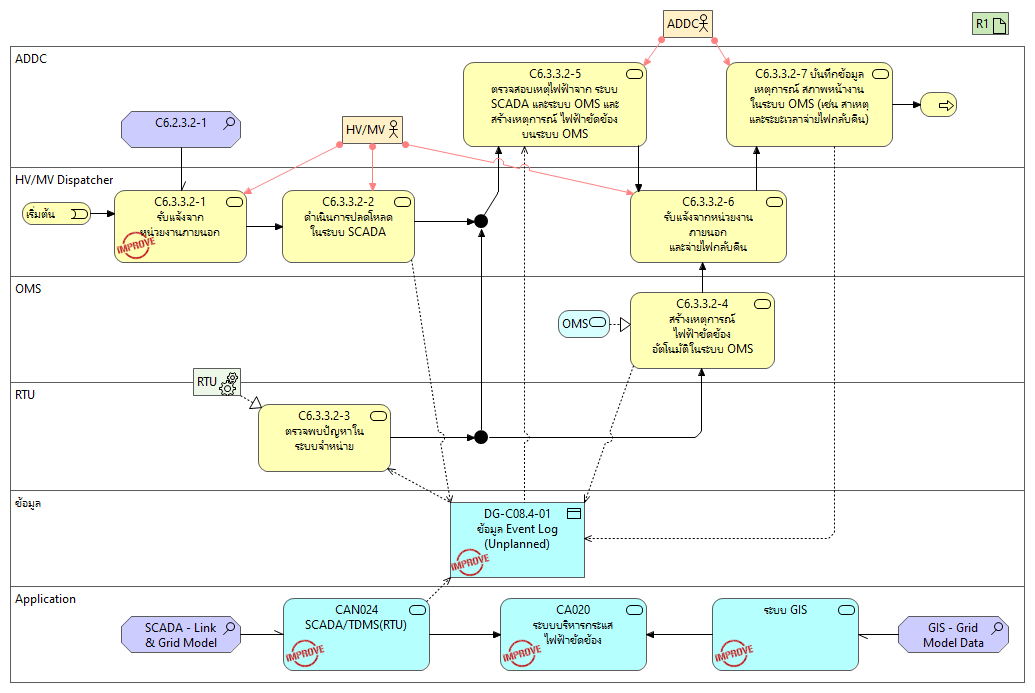 ADDC
R1
ADDC
C6.3.3.2-5
ตรวจสอบเหตุไฟฟ้าจาก ระบบ
SCADA และระบบ OMS และ
สร้างเหตุการณ์ ไฟฟ้าขัดข้อง
บนระบบ OMS
C6.3.3.2-7 บันทึกข้อมูล
เหตุการณ์ สภาพหน้างาน
ในระบบ OMS (เช่น สาเหตุ
และระยะเวลาจ่ายไฟกลับคืน)
C6.2.3.2-1
HV/MV
HV/MV Dispatcher
เริ่มต้น
C6.3.3.2-1
รับแจ้งจาก
หน่วยงานภายนอก
IMPROVE
C6.3.3.2-2
ดำเนินการปลดโหลด
ในระบบ SCADA
C6.3.3.2-6
รับแจ้งจากหน่วยงาน
ภายนอก
และจ่ายไฟกลับคืน
OMS
OMS
C6.3.3.2-4
สร้างเหตุการณ์
ไฟฟ้าขัดข้อง
อัตโนมัติในระบบ OMS
RTU
RTU
C6.3.3.2-3
ตรวจพบปัญหาใน
ระบบจำหน่าย
ข้อมูล
DG-C08.4-01
ข้อมูล Event Log
(Unplanned)
IMPROVE
Application
SCADA - Link
& Grid Model
CAN024
SCADA/TDMS(RTU)
IMPROVE
CA020
ระบบบริหารกระแส
ไฟฟ้าขัดข้อง
IMPROVE
ระบบ GIS
IMPROVE
GIS - Grid
Model Data